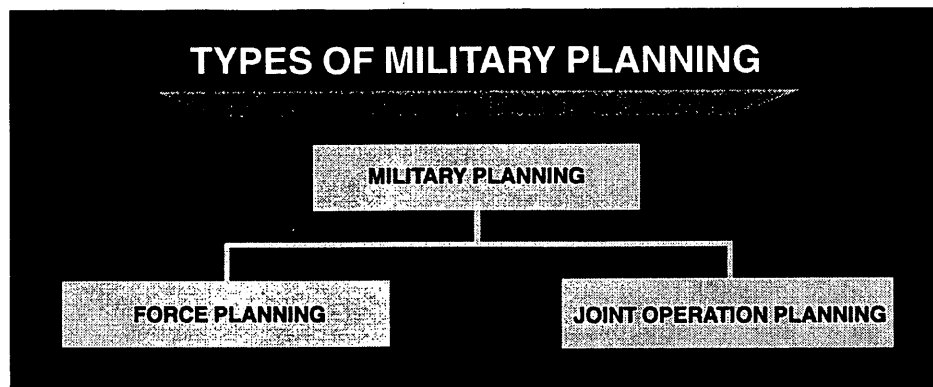 TYPES OF MILITARY PLANNING
MILITARY PLANNING
FORCE PLANNING
JOINT OPERATION PLANNING